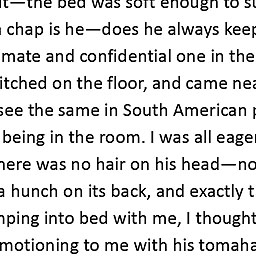 it—the bed was soft enough to su
chap is he—does he always keep
mate and confidential one in the
itched on the floor, and came nea
see the same in South American p
being in the room. I was all eager
here was no hair on his head—no
a hunch on its back, and exactly t
nping into bed with me, I thought
motioning to me with his tomaha